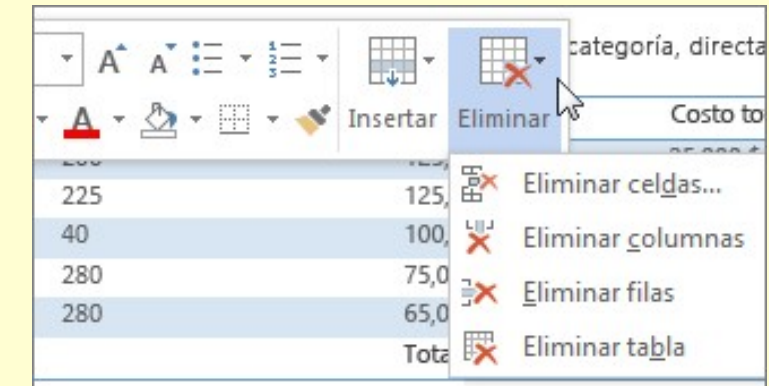 categoría, directa
Insertar Eliminar
Costo to
225 125,
Eliminar celdas...
40 100,
Eliminar columnas
280 75,0
Eliminar filas
280 65,0
Tota
Eliminar tabla